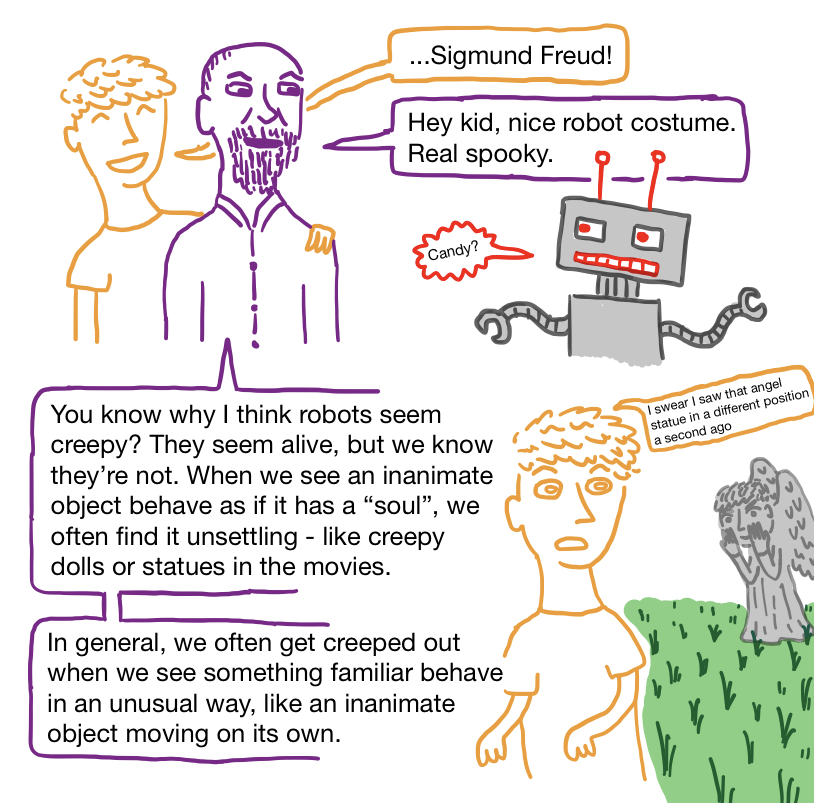 ...Sigmund Freud!
Hey kid, nice robot costume.
Real spooky.
Candy?
You know why I think robots seem
creepy? They seem alive, but we know
they're not. When we see an inanimate
object behave as if it has a “soul”, we
often find it unsettling - like creepy
dolls or statues in the movies.
I swear I saw that angel
statue in a different position
a second ago
In general, we often get creeped out
when we see something familiar behave
in an unusual way, like an inanimate
object moving on its own.